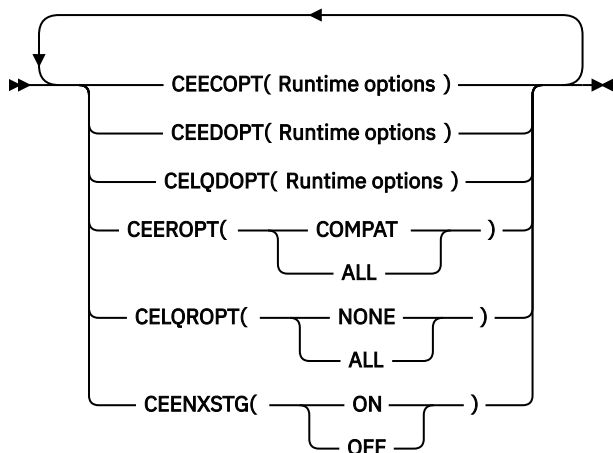 CEECOPT( Runtime options )
CEEDOPT( Runtime options )
CELQDOPT( Runtime options )
CEEROPT( COMPAT )
ALL
CELQROPT( NONE )
ALL
CEENXSTG( ON )
OFF